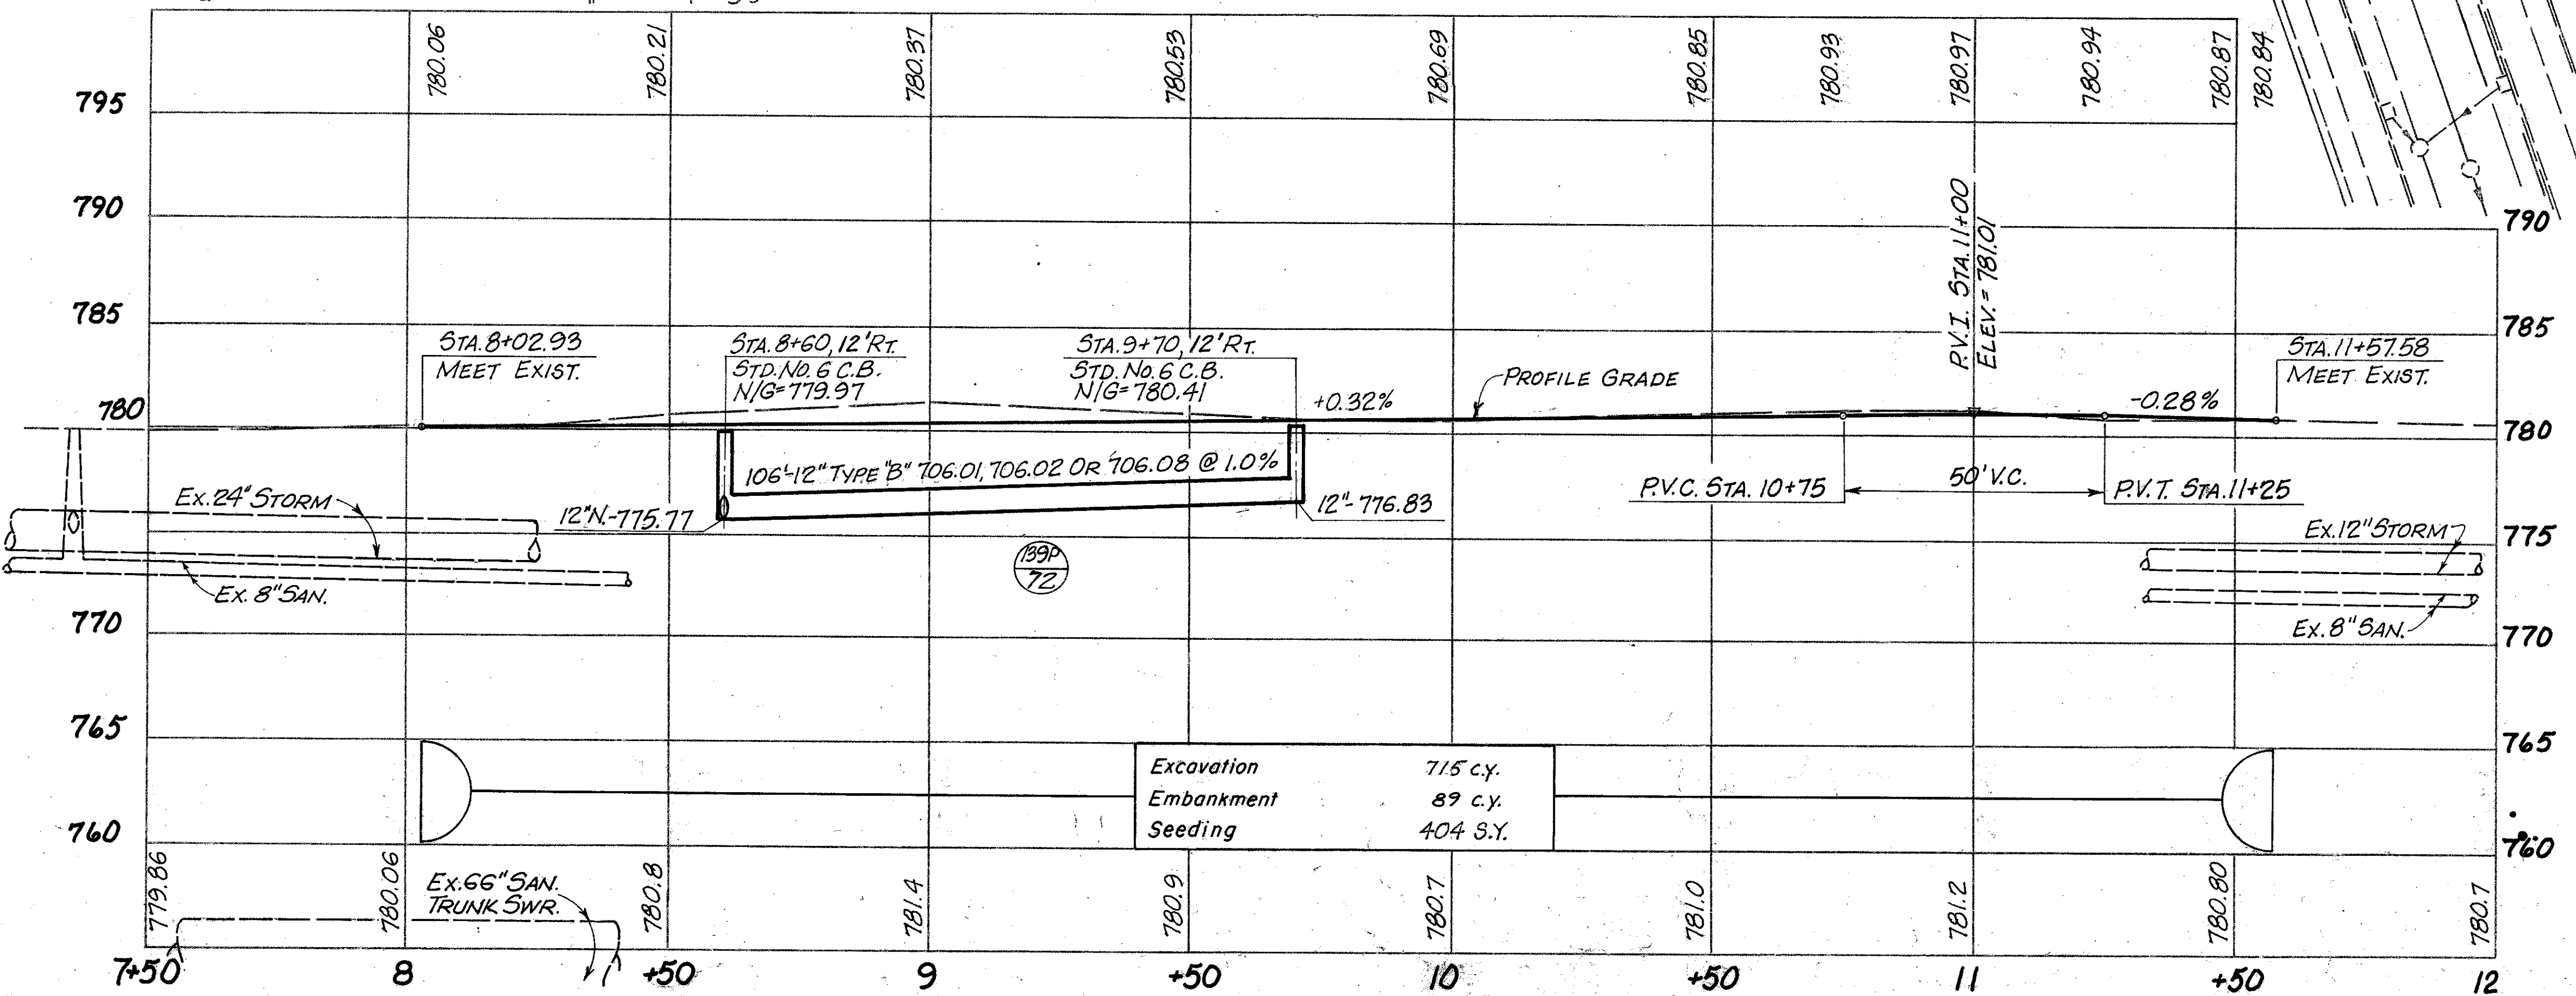 780.06
780.21
780.37
780.53
780.69
780.85
780.93
780.97
780.94
780.87
780.84
795
790
790
P.V.I. STA. 11+00
ELEV. = 781.01
785
785
STA. 8+02.93
MEET EXIST.
STA. 8+60, 12' RT.
STD. NO. 6 C.B.
N/G=779.97
STA. 9+70, 12' RT.
STD. NO. 6 C.B.
N/G=780.41
+0.32%
PROFILE GRADE
-0.28%
STA. 11+57.58
MEET EXIST.
780
780
106'-12" TYPE "B" 706.01, 706.02 OR 706.08 @ 1.0%
P.V.C. STA. 10+75
50' V.C.
P.V.T. STA. 11+25
EX. 24" STORM
12" N.-775.77
12"-776.83
EX. 12" STORM
775
775
139P
72
EX. 8" SAN.
EX. 8" SAN.
770
770
765
765
Excavation 715 c.y.
Embankment 89 c.y.
Seeding 404 S.Y.
760
760
779.86
780.06
EX. 66" SAN.
TRUNK SWR.
780.8
781.4
780.9
780.7
781.0
781.2
780.80
780.7
7+50
8
+50
9
+50
10
+50
11
+50
12